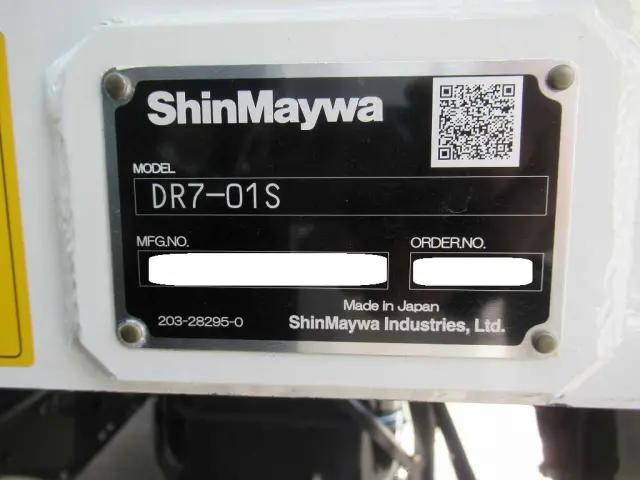 ShinMaywa
MODEL
DR7-01S
MFG.NO.
ORDER.NO.
Made in Japan
203-28295-0
ShinMaywa Industries, Ltd.